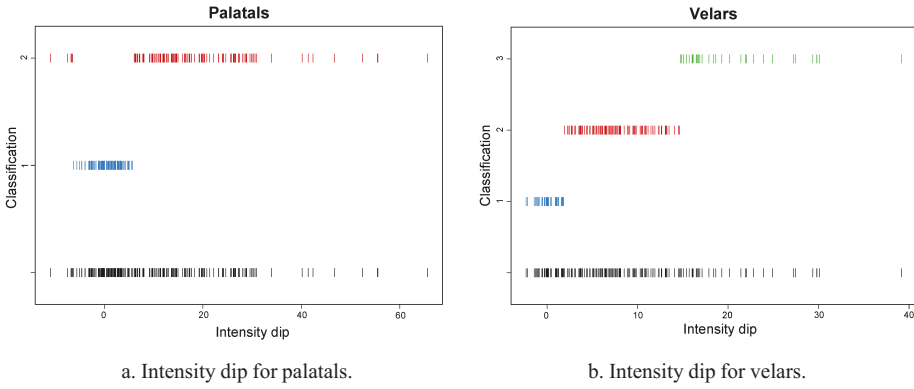 Palatals
Classification
2
1
0
20
40
60
Intensity dip
a. Intensity dip for palatals.
Velars
Classification
3
2
1
0
10
20
30
40
Intensity dip
b. Intensity dip for velars.